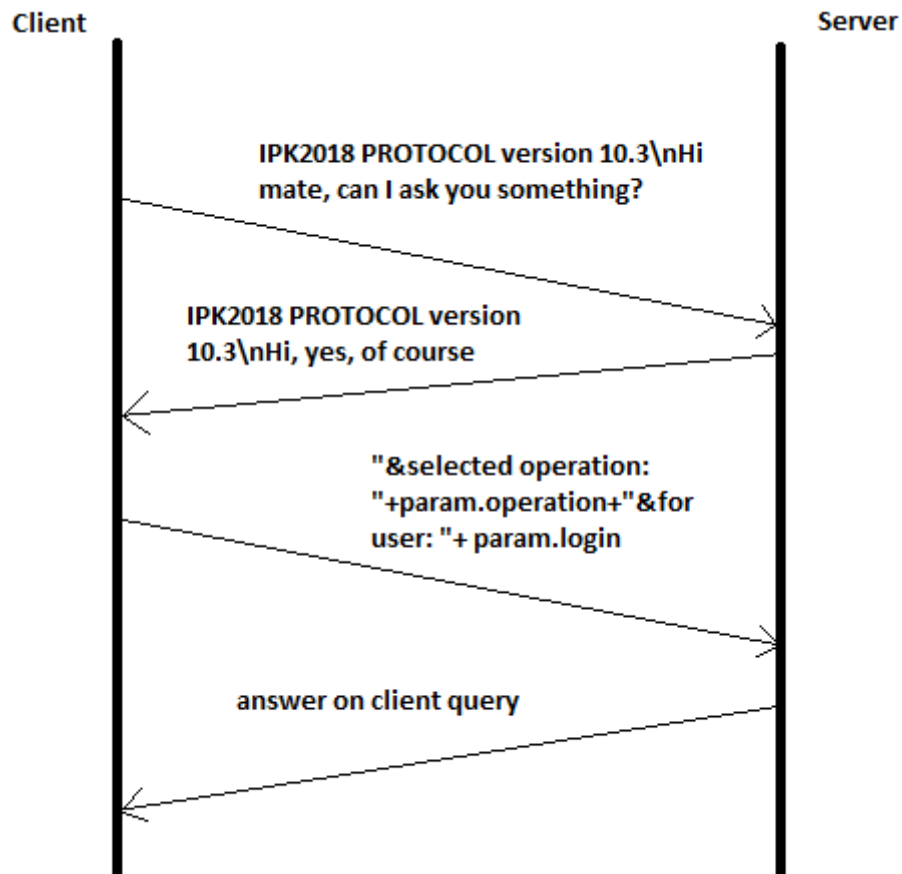 Client
Server
IPK2018 PROTOCOL version 10.3\nHi
mate, can I ask you something?
IPK2018 PROTOCOL version
10.3\nHi, yes, of course
"&selected operation:
"+param.operation+"&for
user: "+ param.login
answer on client query